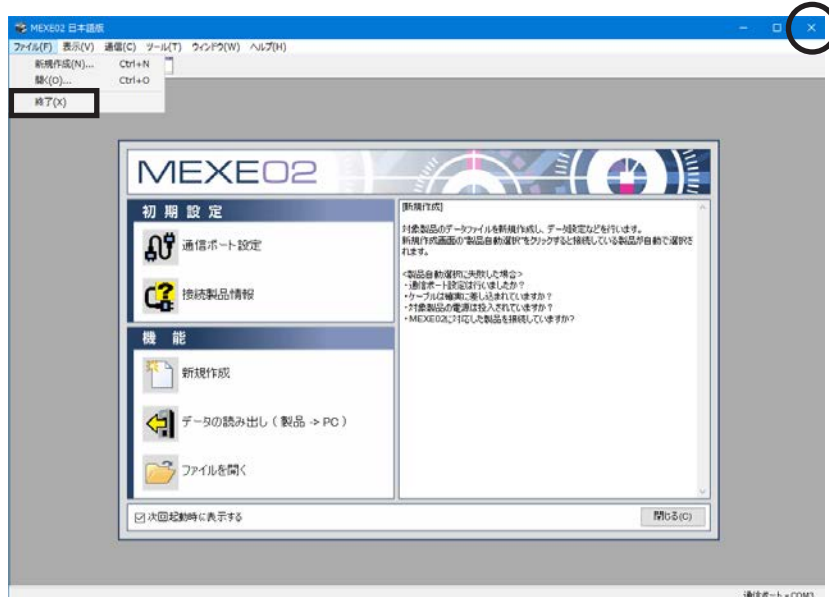 MEXE02 日本語版
ファイル(F) 表示(V) 通信(C) ツール(T) ウィンドウ(W) ヘルプ(H)
新規作成(N)... Ctrl+N
開く(O)... Ctrl+O
終了(X)
MEXE02
初期設定
通信ポート設定
接続製品情報
機能
新規作成
データの読み出し ( 製品 -> PC )
ファイルを開く
[新規作成]
対象製品のデータファイルを新規作成し、データ設定などを行います。
新規作成画面の"製品自動選択"をクリックすると接続している製品が自動で選択さ
れます。
<製品自動選択に失敗した場合>
・通信ポート設定は行いましたか?
・ケーブルは確実に差し込まれていますか?
・対象製品の電源は投入されていますか?
・MEXE02に対応した製品を接続していますか?
次回起動時に表示する
閉じる(C)
通信ポート = COM3